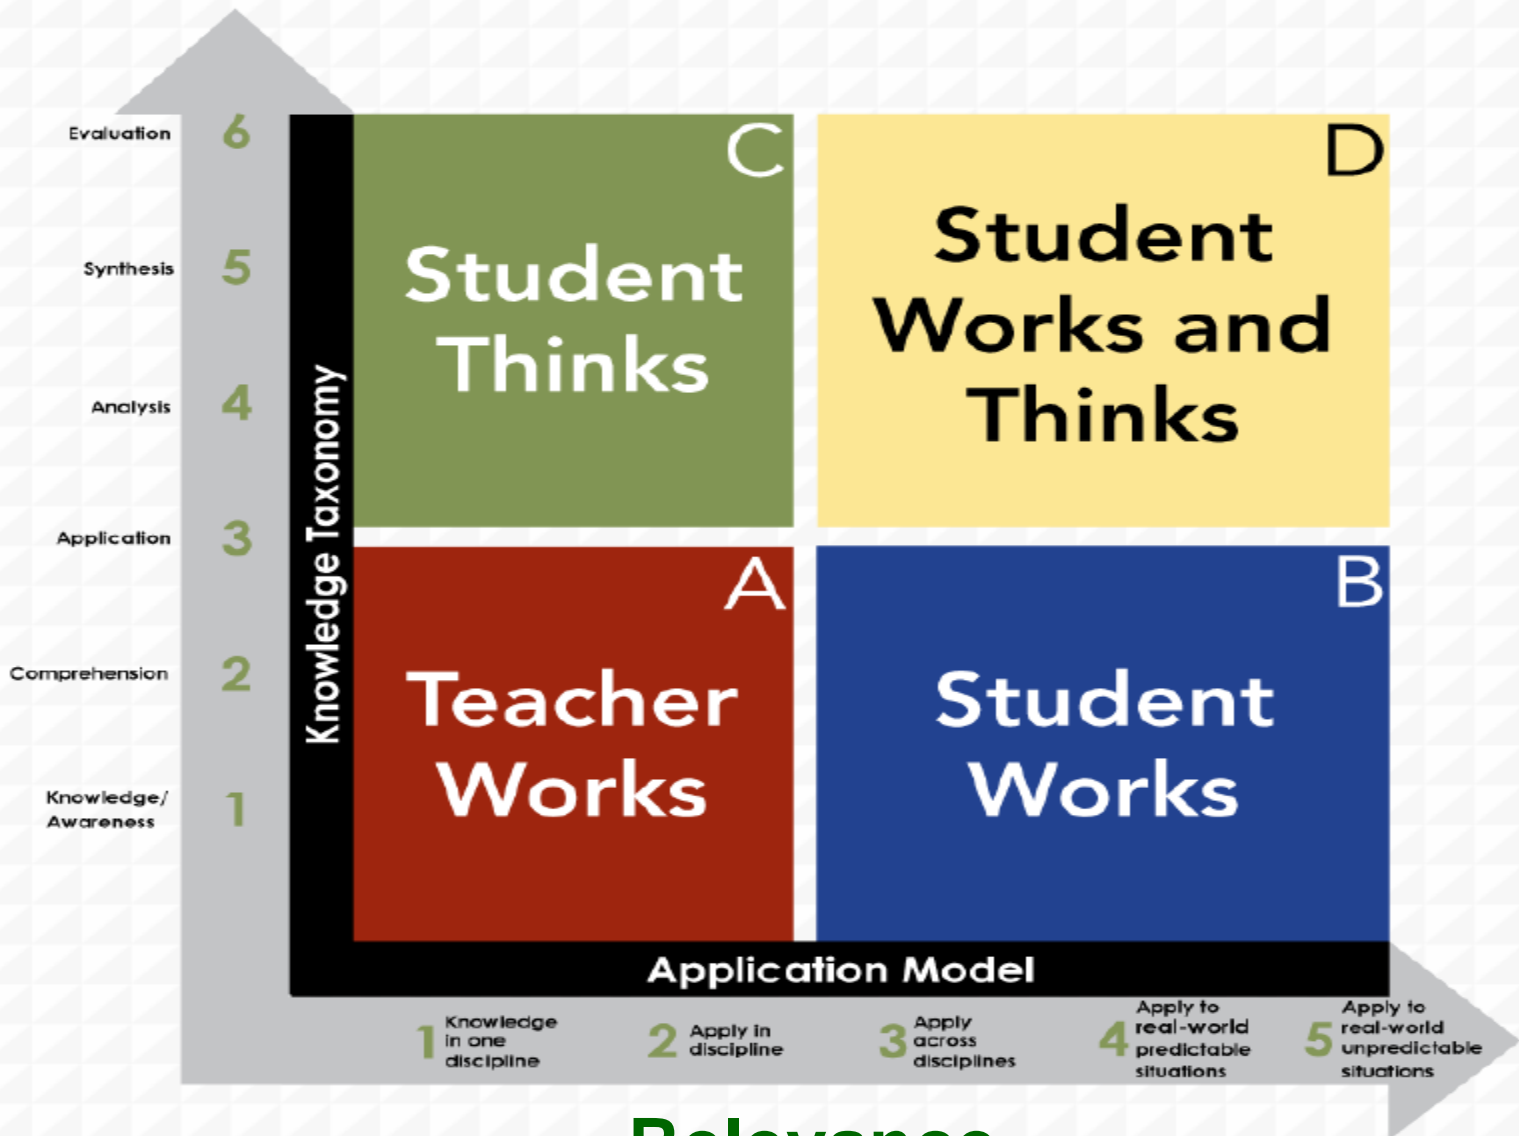 Evaluation 6
Synthesis 5
Analysis 4
Application 3
Comprehension 2
Knowledge/
Awareness 1
Knowledge Taxonomy
C
Student
Thinks
D
Student
Works and
Thinks
A
Teacher
Works
B
Student
Works
Application Model
1 Knowledge
in one
discipline
2 Apply in
discipline
3 Apply
across
disciplines
4 Apply to
real-world
predictable
situations
5 Apply to
real-world
unpredictable
situations
Relevance